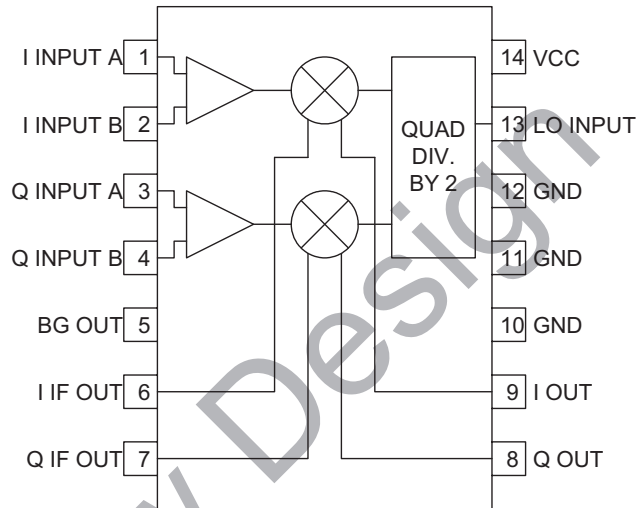 I INPUT A 1
I INPUT B 2
Q INPUT A 3
Q INPUT B 4
BG OUT 5
I IF OUT 6
Q IF OUT 7
QUAD
DIV.
BY 2
14 VCC
13 LO INPUT
12 GND
11 GND
10 GND
9 I OUT
8 Q OUT
Design